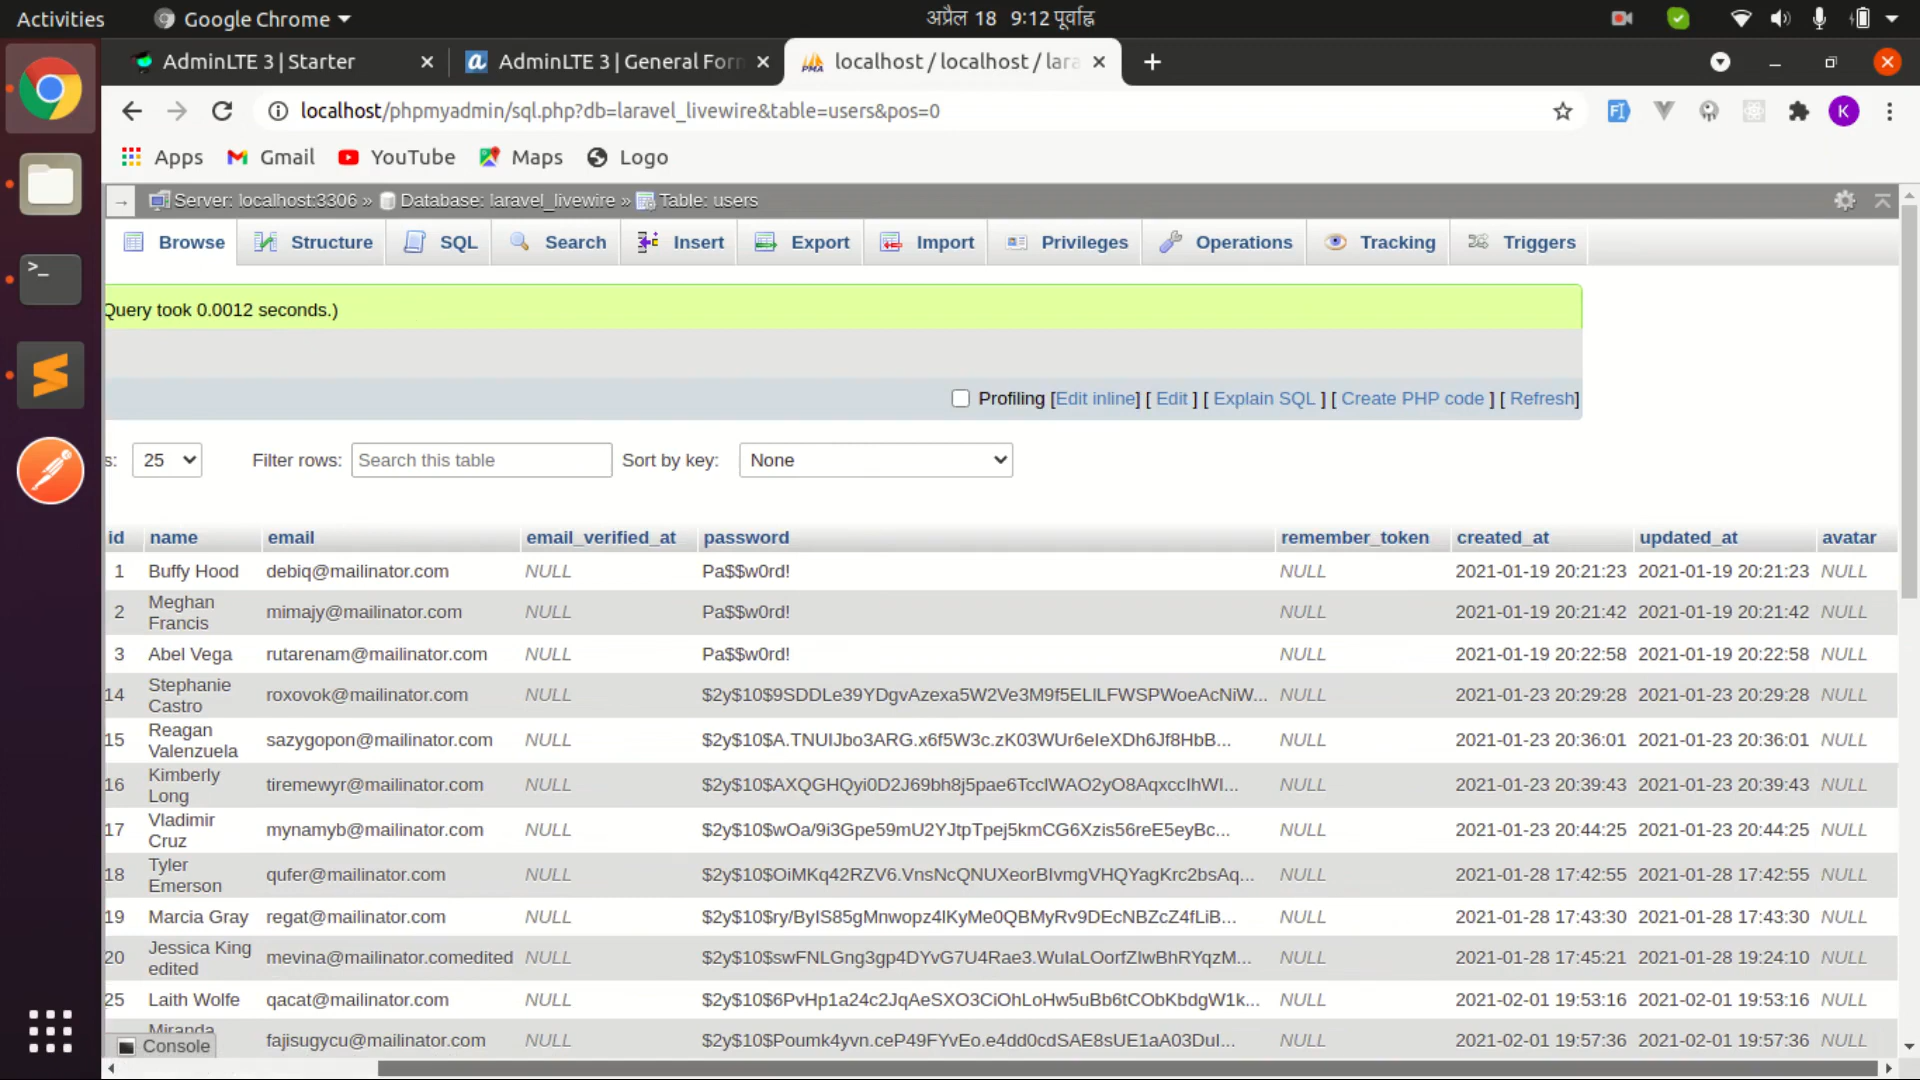 Activities Google Chrome अप्रैल 18 9:12 पूर्वाह्न
AdminLTE 3 | Starter AdminLTE 3 | General Forn localhost / localhost / lara
localhost/phpmyadmin/sql.php?db=laravel_livewire&table=users&pos=0 K
Apps Gmail YouTube Maps Logo
Server: localhost:3306 » Database: laravel_livewire » Table: users
Browse Structure SQL Search Insert Export Import Privileges Operations Tracking Triggers
Query took 0.0012 seconds.)
Profiling [Edit inline] [ Edit ] [ Explain SQL ] [ Create PHP code ] [ Refresh]
s: 25 Filter rows: Search this table Sort by key: None
id name email email_verified_at password remember_token created_at updated_at avatar
1 Buffy Hood debiq@mailinator.com NULL Pa$$w0rd! NULL 2021-01-19 20:21:23 2021-01-19 20:21:23 NULL
2 Meghan Francis mimajy@mailinator.com NULL Pa$$w0rd! NULL 2021-01-19 20:21:42 2021-01-19 20:21:42 NULL
3 Abel Vega rutarenam@mailinator.com NULL Pa$$w0rd! NULL 2021-01-19 20:22:58 2021-01-19 20:22:58 NULL
14 Stephanie Castro roxovok@mailinator.com NULL $2y$10$9SDDLe39YDgvAzexa5W2Ve3M9f5ELlLFWSPWoeAcNiW... NULL 2021-01-23 20:29:28 2021-01-23 20:29:28 NULL
15 Reagan Valenzuela sazygopon@mailinator.com NULL $2y$10$A.TNUIJbo3ARG.x6f5W3c.zK03WUr6eIeXDh6Jf8HbB... NULL 2021-01-23 20:36:01 2021-01-23 20:36:01 NULL
16 Kimberly Long tiremewyr@mailinator.com NULL $2y$10$AXQGHQyi0D2J69bh8j5pae6TcclWAO2yO8AqxccIhWI... NULL 2021-01-23 20:39:43 2021-01-23 20:39:43 NULL
17 Vladimir Cruz mynamyb@mailinator.com NULL $2y$10$wOa/9i3Gpe59mU2YJtpTpej5kmCG6Xzis56reE5eyBc... NULL 2021-01-23 20:44:25 2021-01-23 20:44:25 NULL
18 Tyler Emerson qufer@mailinator.com NULL $2y$10$OiMKq42RZV6.VnsNcQNUXeorBIvmgVHQYagKrc2bsAq... NULL 2021-01-28 17:42:55 2021-01-28 17:42:55 NULL
19 Marcia Gray regat@mailinator.com NULL $2y$10$ry/ByIS85gMnwopz4lKyMe0QBMyRv9DEcNBZcZ4fLiB... NULL 2021-01-28 17:43:30 2021-01-28 17:43:30 NULL
20 Jessica King edited mevina@mailinator.comedited NULL $2y$10$swFNLGng3gp4DYvG7U4Rae3.WulaLOorfZlwBhRYqzM... NULL 2021-01-28 17:45:21 2021-01-28 19:24:10 NULL
25 Laith Wolfe qacat@mailinator.com NULL $2y$10$6PvHp1a24c2JqAeSXO3CiOhLoHw5uBb6tCObKbdgW1k... NULL 2021-02-01 19:53:16 2021-02-01 19:53:16 NULL
Miranda fajisugycu@mailinator.com NULL $2y$10$Poumk4yvn.ceP49FYvEo.e4dd0cdSAE8sUE1aA03DuI... NULL 2021-02-01 19:57:36 2021-02-01 19:57:36 NULL
Console